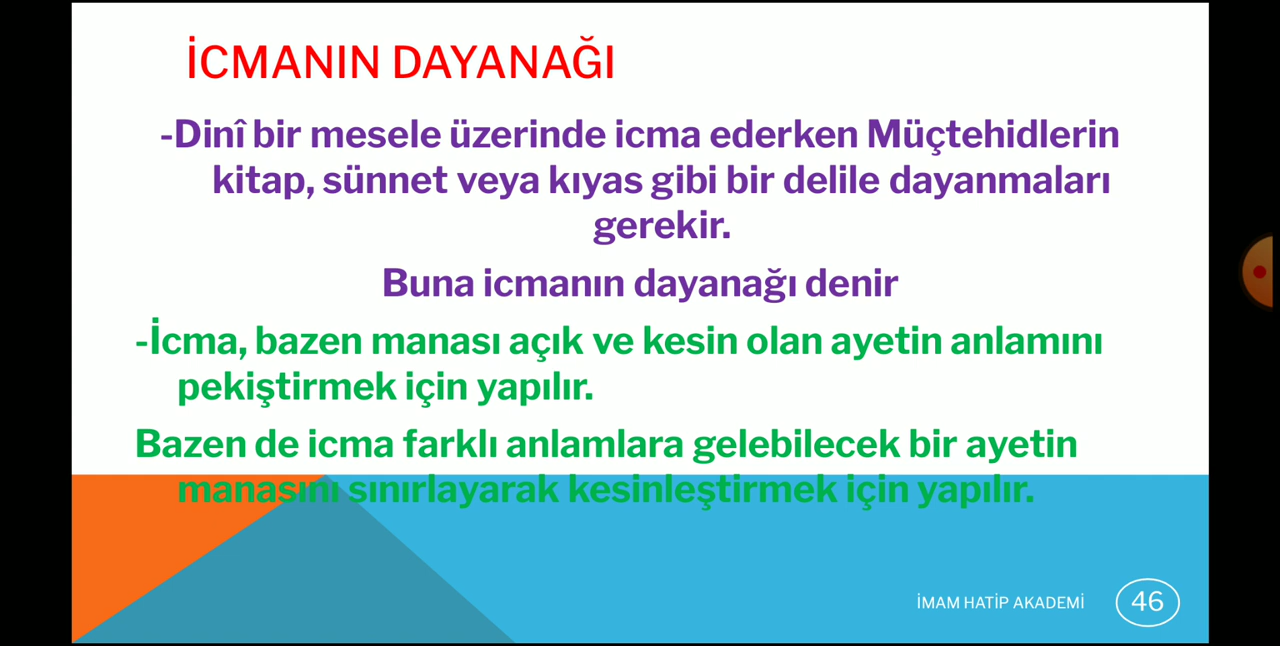 İCMANIN DAYANAĞI
-Dinî bir mesele üzerinde icma ederken Müçtehidlerin
kitap, sünnet veya kıyas gibi bir delile dayanmaları
gerekir.
Buna icmanın dayanağı denir
-İcma, bazen manası açık ve kesin olan ayetin anlamını
pekiştirmek için yapılır.
Bazen de icma farklı anlamlara gelebilecek bir ayetin
manasını sınırlayarak kesinleştirmek için yapılır.
İMAM HATİP AKADEMİ
46